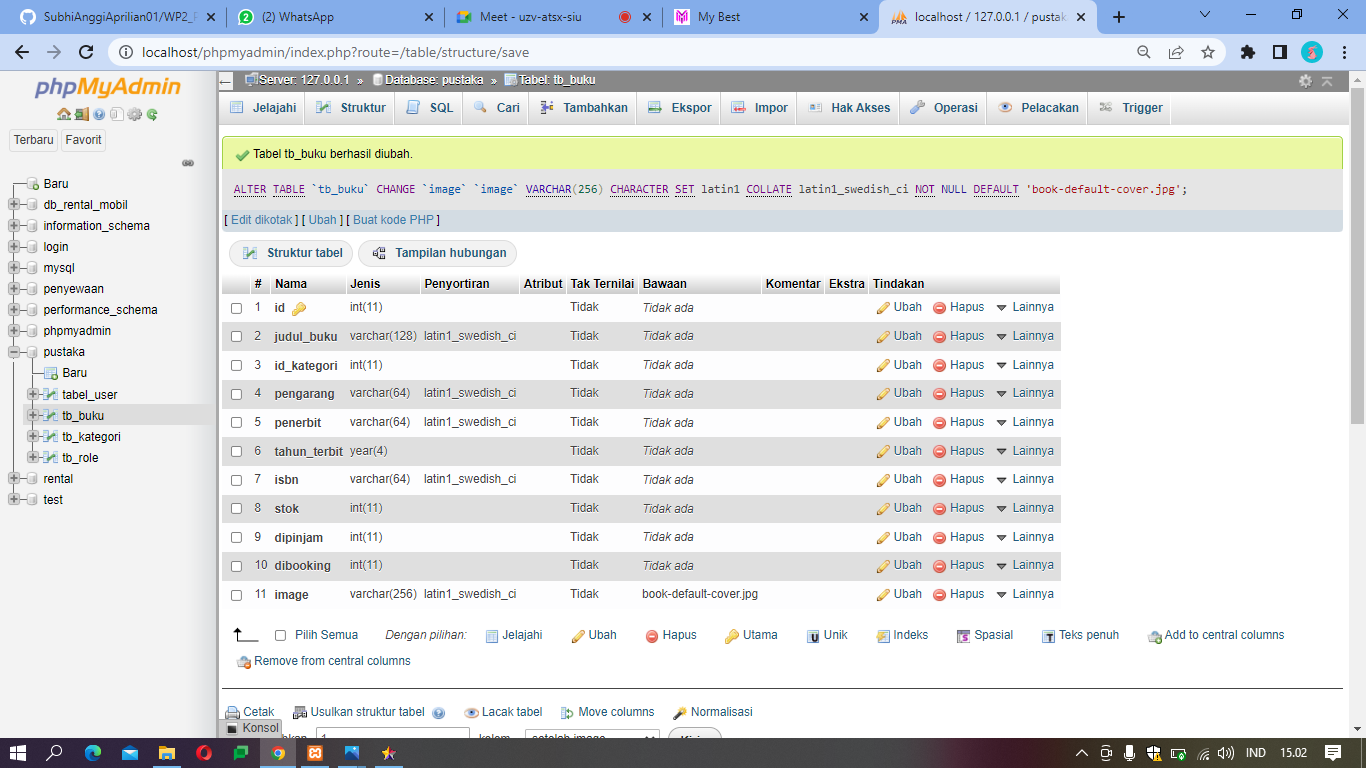 SubhiAnggiAprilian01/WP2_P
(2) WhatsApp
Meet - uzv-atsx-siu
My Best
localhost / 127.0.0.1 / pustak
localhost/phpmyadmin/index.php?route=/table/structure/save
phpMyAdmin
Terbaru Favorit
Baru
db_rental_mobil
information_schema
login
mysql
penyewaan
performance_schema
phpmyadmin
pustaka
Baru
tabel_user
tb_buku
tb_kategori
tb_role
rental
test
Server: 127.0.0.1 » Database: pustaka » Tabel: tb_buku
Jelajahi Struktur SQL Cari Tambahkan Ekspor Impor Hak Akses Operasi Pelacakan Trigger
Tabel tb_buku berhasil diubah.
ALTER TABLE `tb_buku` CHANGE `image` `image` VARCHAR(256) CHARACTER SET latin1 COLLATE latin1_swedish_ci NOT NULL DEFAULT 'book-default-cover.jpg';
[ Edit dikotak ] [ Ubah ] [ Buat kode PHP ]
Struktur tabel Tampilan hubungan
# Nama Jenis Penyortiran Atribut Tak Ternilai Bawaan Komentar Ekstra Tindakan
1 id int(11) Tidak Tidak ada Ubah Hapus Lainnya
2 judul_buku varchar(128) latin1_swedish_ci Tidak Tidak ada Ubah Hapus Lainnya
3 id_kategori int(11) Tidak Tidak ada Ubah Hapus Lainnya
4 pengarang varchar(64) latin1_swedish_ci Tidak Tidak ada Ubah Hapus Lainnya
5 penerbit varchar(64) latin1_swedish_ci Tidak Tidak ada Ubah Hapus Lainnya
6 tahun_terbit year(4) Tidak Tidak ada Ubah Hapus Lainnya
7 isbn varchar(64) latin1_swedish_ci Tidak Tidak ada Ubah Hapus Lainnya
8 stok int(11) Tidak Tidak ada Ubah Hapus Lainnya
9 dipinjam int(11) Tidak Tidak ada Ubah Hapus Lainnya
10 dibooking int(11) Tidak Tidak ada Ubah Hapus Lainnya
11 image varchar(256) latin1_swedish_ci Tidak book-default-cover.jpg Ubah Hapus Lainnya
Pilih Semua Dengan pilihan: Jelajahi Ubah Hapus Utama Unik Indeks Spasial Teks penuh Add to central columns
Remove from central columns
Cetak Usulkan struktur tabel Lacak tabel Move columns Normalisasi
Konsol
1 kolom setelah image Kirim
IND 15.02